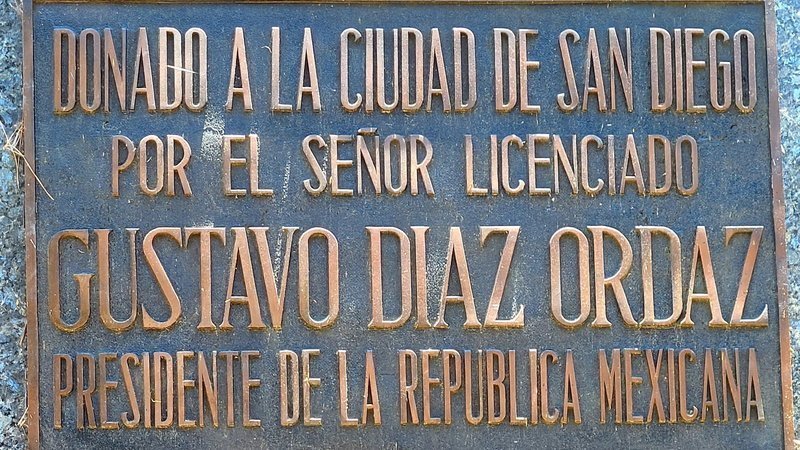 DONADO A LA CIUDAD DE SAN DIEGO
POR EL SEÑOR LICENCIADO
GUSTAVO DIAZ ORDAZ
PRESIDENTE DE LA REPUBLICA MEXICANA